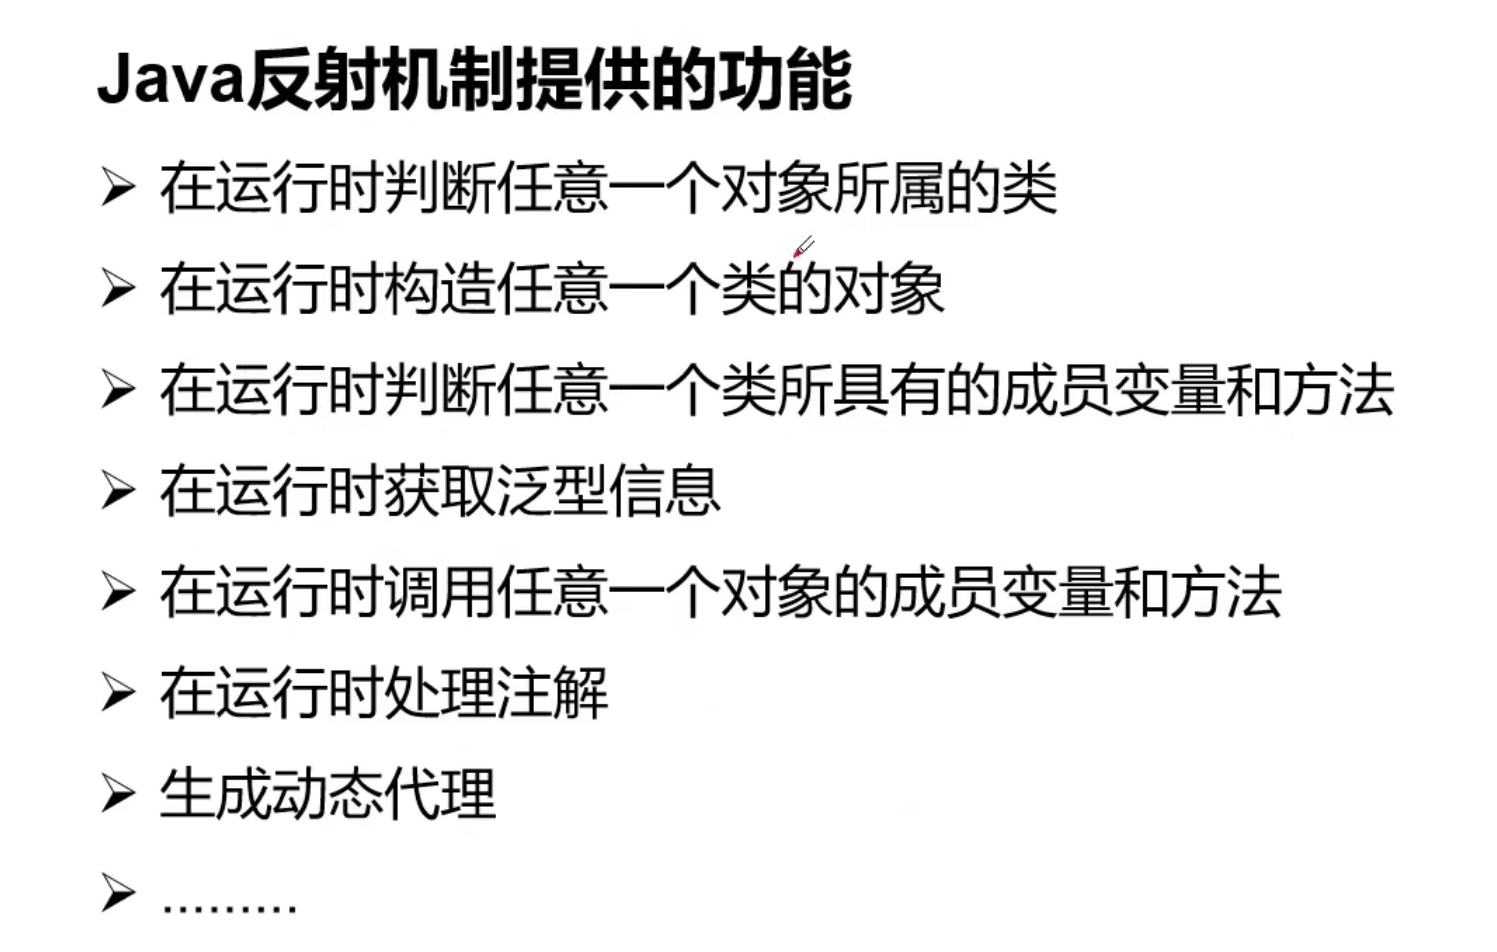 Java反射机制提供的功能
➢ 在运行时判断任意一个对象所属的类
➢ 在运行时构造任意一个类的对象
➢ 在运行时判断任意一个类所具有的成员变量和方法
➢ 在运行时获取泛型信息
➢ 在运行时调用任意一个对象的成员变量和方法
➢ 在运行时处理注解
➢ 生成动态代理
➢ .........